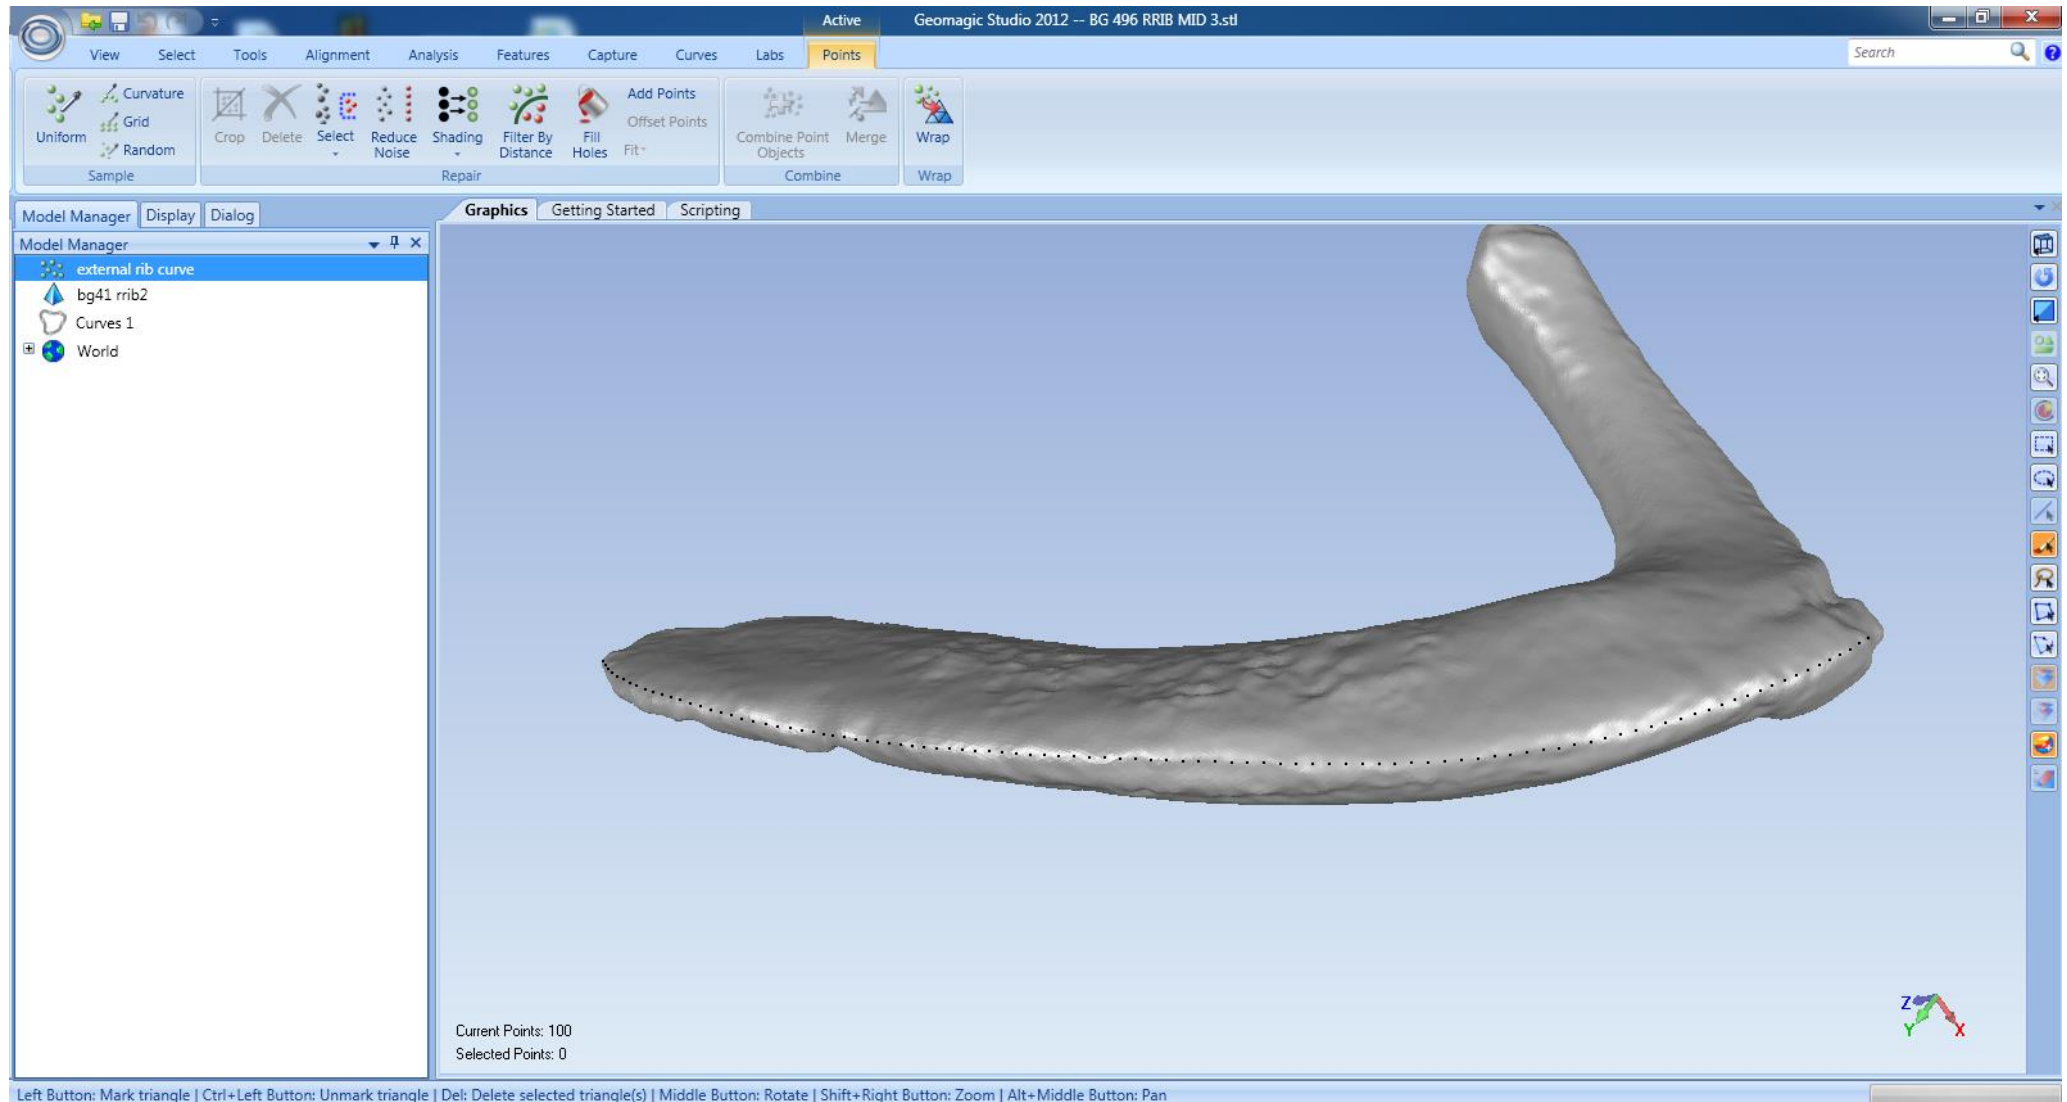 Active
Geomagic Studio 2012 -- BG 496 RRIB MID 3.stl
View Select Tools Alignment Analysis Features Capture Curves Labs Points
Search
Uniform
Curvature
Grid
Random
Sample
Crop
Delete
Select
Reduce
Noise
Shading
Filter By
Distance
Fill
Holes
Add Points
Offset Points
Fit
Repair
Combine Point
Objects
Merge
Combine
Wrap
Wrap
Model Manager Display Dialog
Graphics Getting Started Scripting
Model Manager
external rib curve
bg41 rrib2
Curves 1
World
Current Points: 100
Selected Points: 0
Z
Y
X
Left Button: Mark triangle | Ctrl+Left Button: Unmark triangle | Del: Delete selected triangle(s) | Middle Button: Rotate | Shift+Right Button: Zoom | Alt+Middle Button: Pan